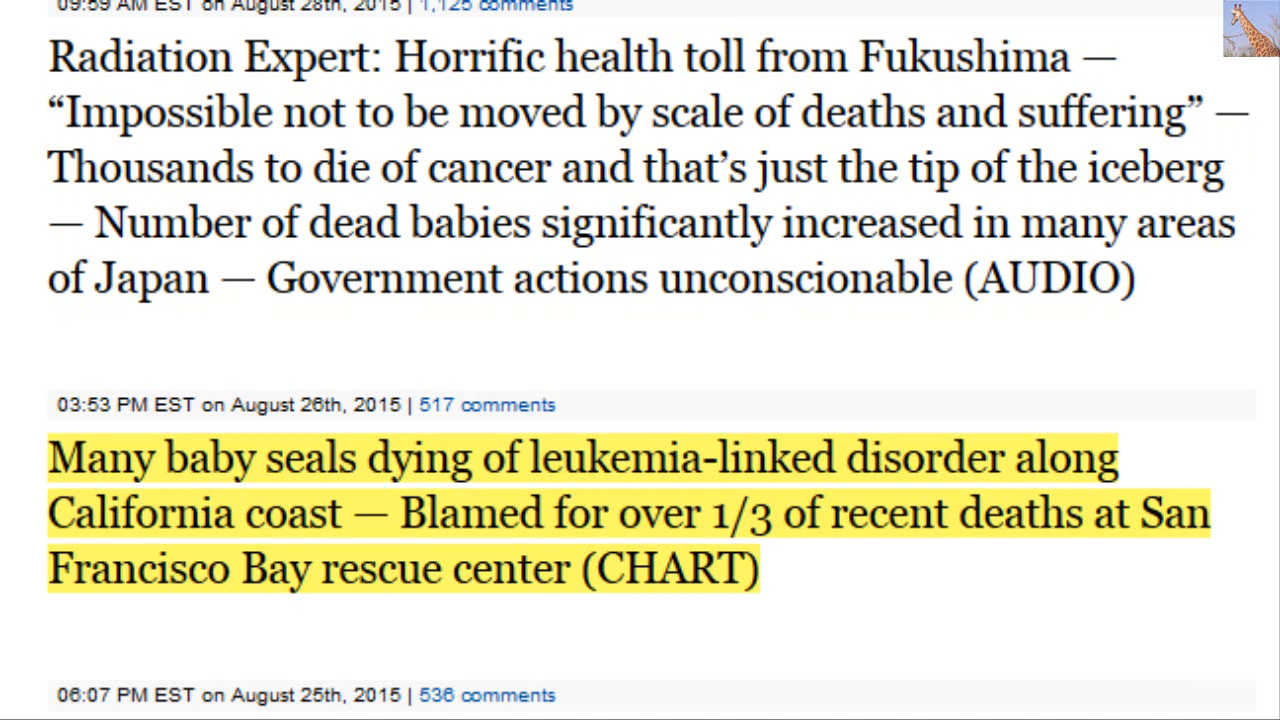 09:59 AM EST on August 28th, 2015 | 1,125 comments
Radiation Expert: Horrific health toll from Fukushima —
“Impossible not to be moved by scale of deaths and suffering” —
Thousands to die of cancer and that’s just the tip of the iceberg
— Number of dead babies significantly increased in many areas
of Japan — Government actions unconscionable (AUDIO)
03:53 PM EST on August 26th, 2015 | 517 comments
Many baby seals dying of leukemia-linked disorder along
California coast — Blamed for over 1/3 of recent deaths at San
Francisco Bay rescue center (CHART)
06:07 PM EST on August 25th, 2015 | 536 comments